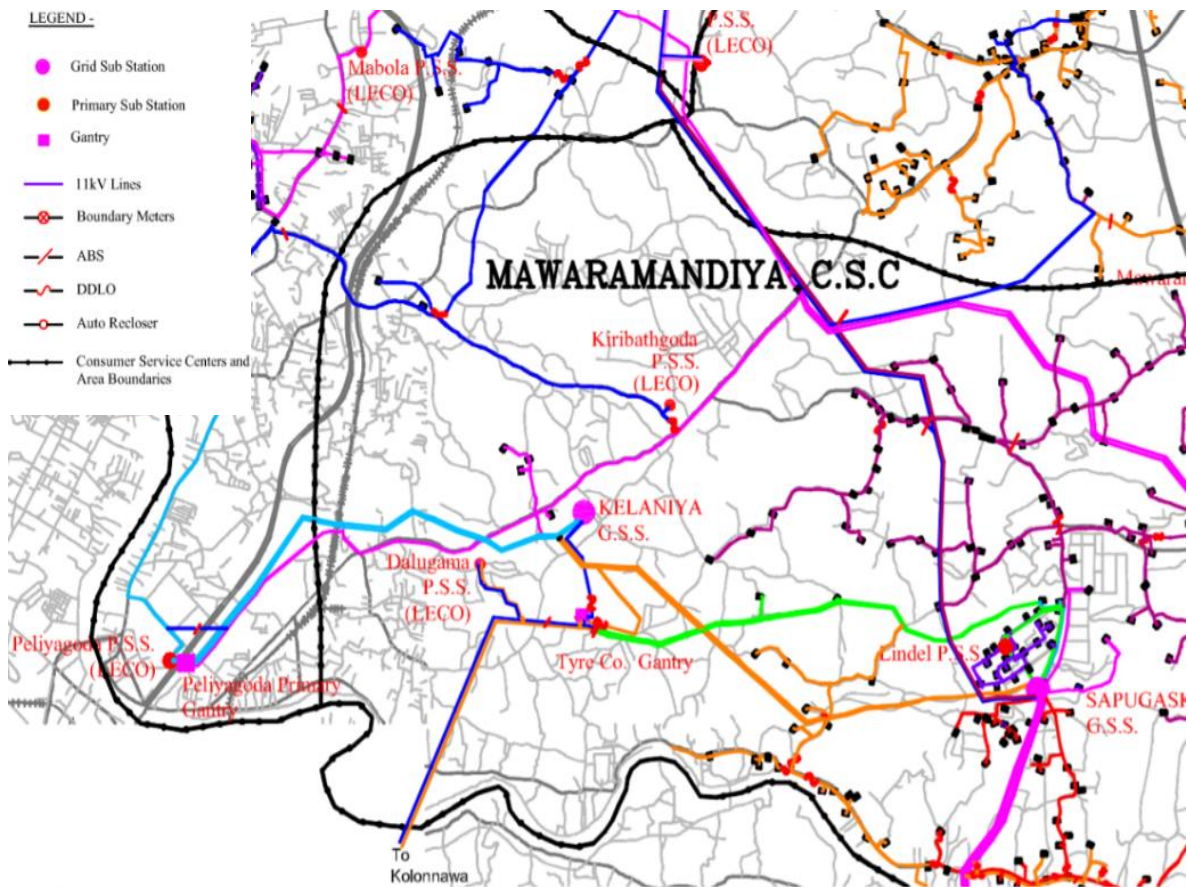 LEGEND -
Grid Sub Station
Primary Sub Station
Gantry
11kV Lines
Boundary Meters
ABS
DDLO
Auto Recloser
Consumer Service Centers and
Area Boundaries
P.S.S.
(LECO)
Mabola P.S.S.
(LECO)
MAWARAMANDIYA C.S.C
Mawaran
Kiribathgoda
P.S.S.
(LECO)
KELANIYA
G.S.S.
Dalugama
P.S.S.
(LECO)
Peliyagoda P.S.S.
(LECO)
Peliyagoda Primary
Gantry
Tyre Co. Gantry
Lindel P.S.S
SAPUGASK
G.S.S.
To
Kolonnawa